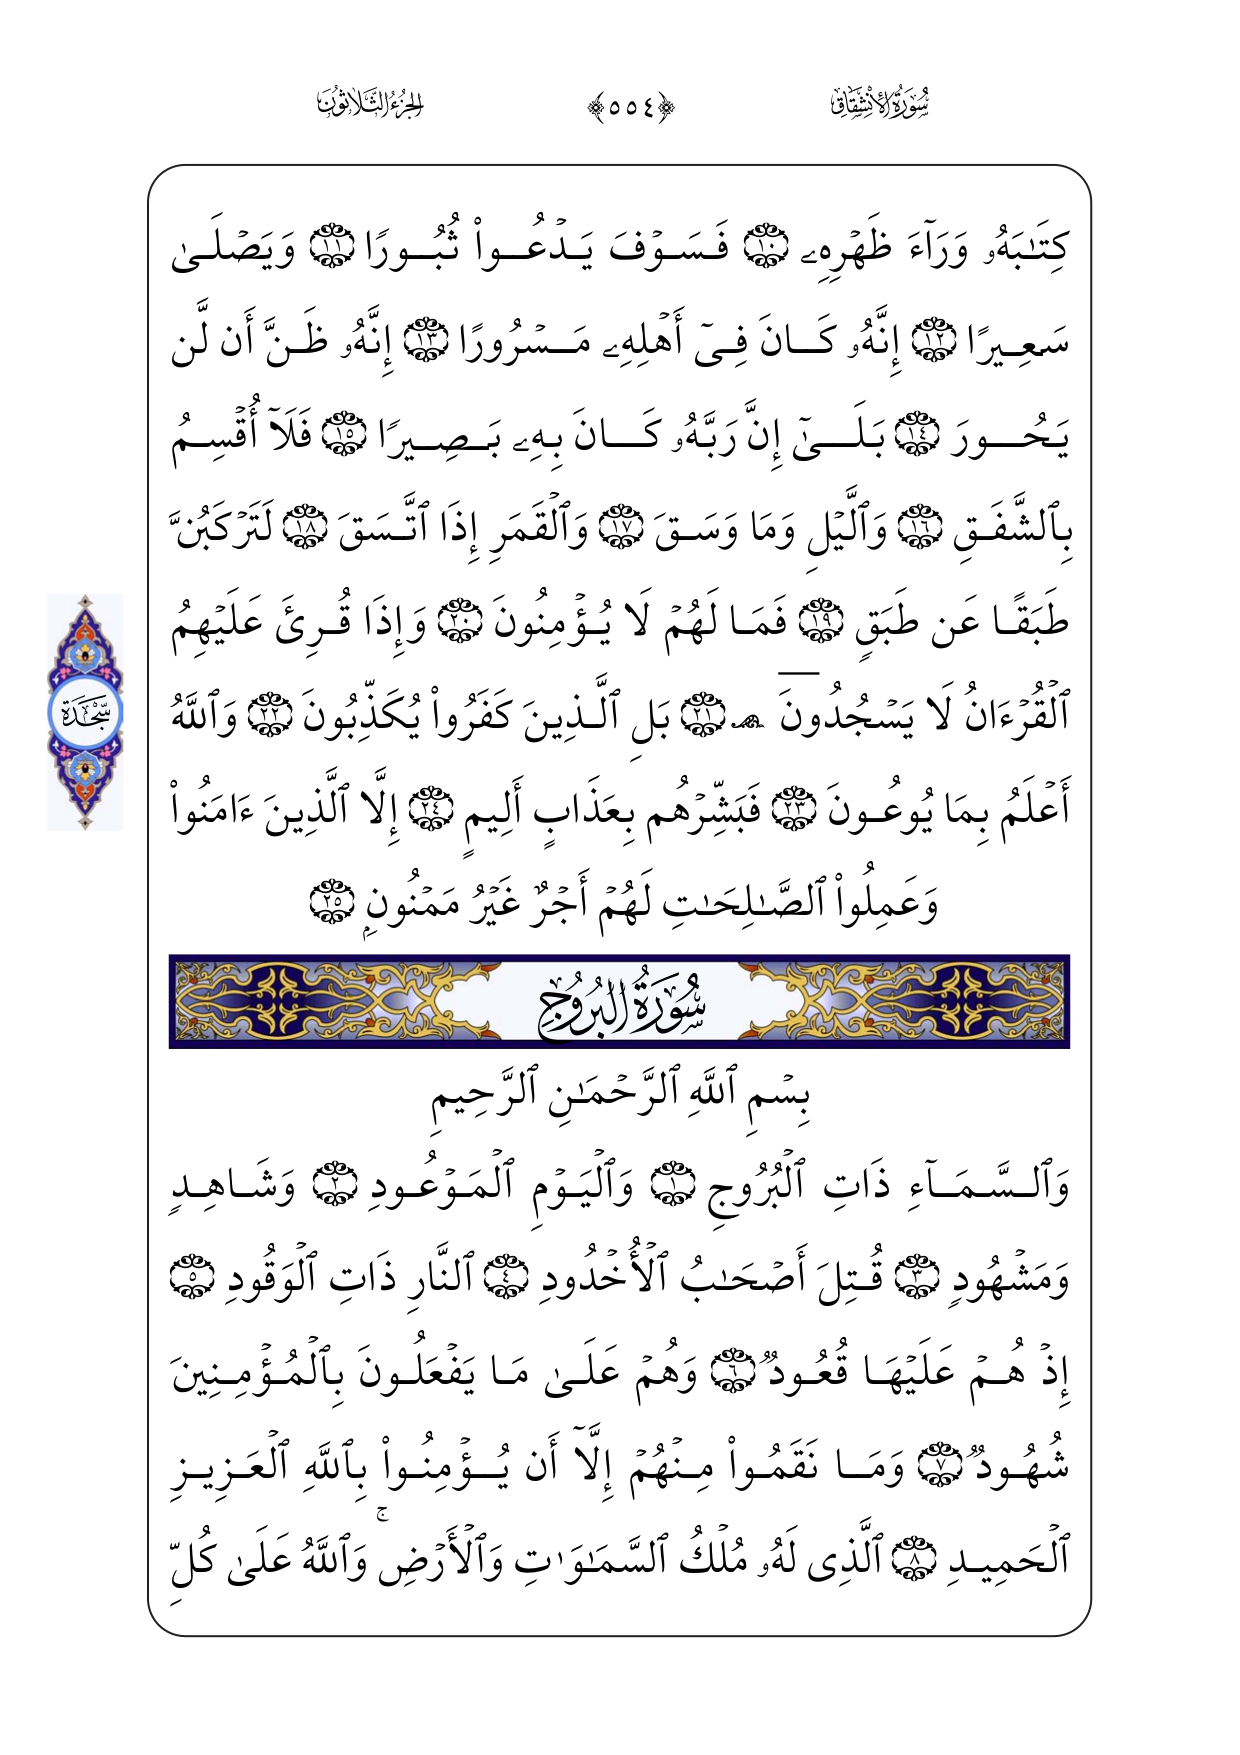 سُورَةُ الِانْشِقَاقِ ﴿٥٥٤﴾ الجُزْءُ الثَّلَاثُونَ
كِتَٰبَهُۥ وَرَآءَ ظَهْرِهِۦ ١٠ فَسَوْفَ يَدْعُوا۟ ثُبُورًا ١١ وَيَصْلَىٰ
سَعِيرًا ١٢ إِنَّهُۥ كَانَ فِىٓ أَهْلِهِۦ مَسْرُورًا ١٣ إِنَّهُۥ ظَنَّ أَن لَّن
يَحُورَ ١٤ بَلَىٰٓ إِنَّ رَبَّهُۥ كَانَ بِهِۦ بَصِيرًا ١٥ فَلَآ أُقْسِمُ
بِٱلشَّفَقِ ١٦ وَٱلَّيْلِ وَمَا وَسَقَ ١٧ وَٱلْقَمَرِ إِذَا ٱتَّسَقَ ١٨ لَتَرْكَبُنَّ
طَبَقًا عَن طَبَقٍ ١٩ فَمَا لَهُمْ لَا يُؤْمِنُونَ ٢٠ وَإِذَا قُرِئَ عَلَيْهِمُ
ٱلْقُرْءَانُ لَا يَسْجُدُونَ ۩ ٢١ بَلِ ٱلَّذِينَ كَفَرُوا۟ يُكَذِّبُونَ ٢٢ وَٱللَّهُ
سَجْدَة
أَعْلَمُ بِمَا يُوعُونَ ٢٣ فَبَشِّرْهُم بِعَذَابٍ أَلِيمٍ ٢٤ إِلَّا ٱلَّذِينَ ءَامَنُوا۟
وَعَمِلُوا۟ ٱلصَّٰلِحَٰتِ لَهُمْ أَجْرٌ غَيْرُ مَمْنُونٍۭ ٢٥
سُورَةُ البُرُوجِ
بِسْمِ ٱللَّهِ ٱلرَّحْمَٰنِ ٱلرَّحِيمِ
وَٱلسَّمَآءِ ذَاتِ ٱلْبُرُوجِ ١ وَٱلْيَوْمِ ٱلْمَوْعُودِ ٢ وَشَاهِدٍ
وَمَشْهُودٍ ٣ قُتِلَ أَصْحَٰبُ ٱلْأُخْدُودِ ٤ ٱلنَّارِ ذَاتِ ٱلْوَقُودِ ٥
إِذْ هُمْ عَلَيْهَا قُعُودٌ ٦ وَهُمْ عَلَىٰ مَا يَفْعَلُونَ بِٱلْمُؤْمِنِينَ
شُهُودٌ ٧ وَمَا نَقَمُوا۟ مِنْهُمْ إِلَّآ أَن يُؤْمِنُوا۟ بِٱللَّهِ ٱلْعَزِيزِ
ٱلْحَمِيدِ ٨ ٱلَّذِى لَهُۥ مُلْكُ ٱلسَّمَٰوَٰتِ وَٱلْأَرْضِ ۚ وَٱللَّهُ عَلَىٰ كُلِّ